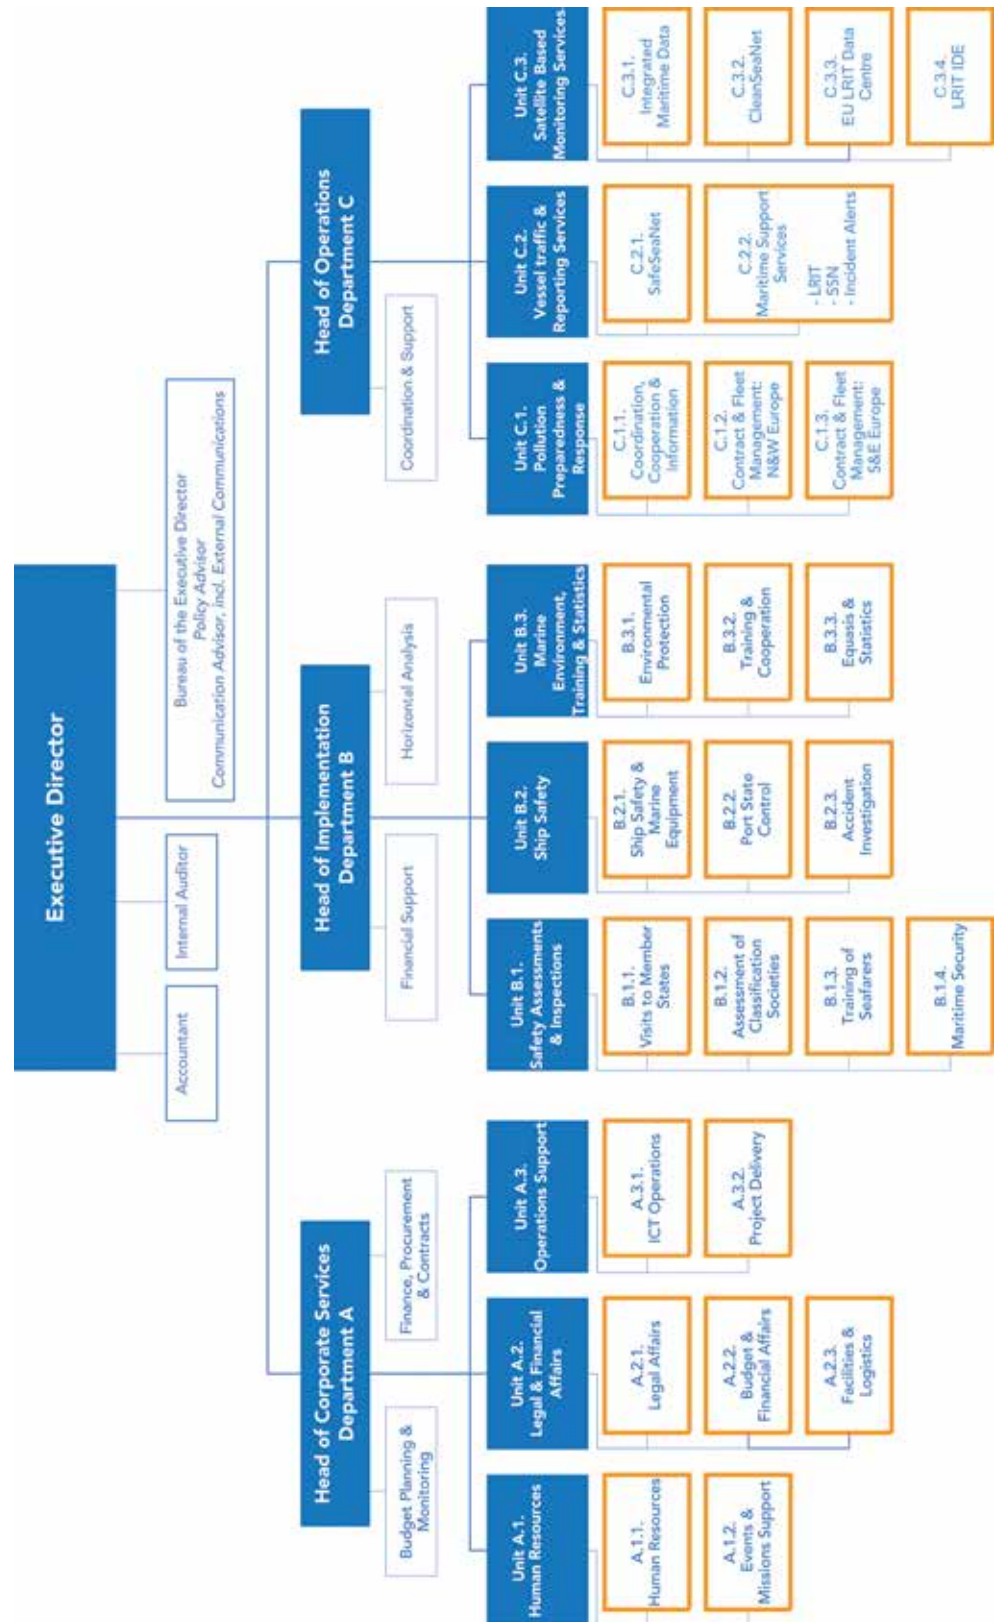 Executive Director
Accountant
Internal Auditor
Bureau of the Executive Director
Policy Advisor
Communication Advisor, incl. External Communications
Head of Corporate Services
Department A
Budget Planning &
Monitoring
Finance, Procurement
& Contracts
Unit A.1.
Human Resources
A.1.1.
Human Resources
A.1.2.
Events &
Missions Support
Unit A.2.
Legal & Financial
Affairs
A.2.1.
Legal Affairs
A.2.2.
Budget &
Financial Affairs
A.2.3.
Facilities &
Logistics
Unit A.3.
Operations Support
A.3.1.
ICT Operations
A.3.2.
Project Delivery
Head of Implementation
Department B
Financial Support
Horizontal Analysis
Unit B.1.
Safety Assessments
& Inspections
B.1.1.
Visits to Member
States
B.1.2.
Assessment of
Classification
Societies
B.1.3.
Training of
Seafarers
B.1.4.
Maritime Security
Unit B.2.
Ship Safety
B.2.1.
Ship Safety &
Marine
Equipment
B.2.2.
Port State
Control
B.2.3.
Accident
Investigation
Unit B.3.
Marine
Environment,
Training & Statistics
B.3.1.
Environmental
Protection
B.3.2.
Training &
Cooperation
B.3.3.
Equasis &
Statistics
Head of Operations
Department C
Coordination & Support
Unit C.1.
Pollution
Preparedness &
Response
C.1.1.
Coordination,
Cooperation &
Information
C.1.2.
Contract & Fleet
Management:
N&W Europe
C.1.3.
Contract & Fleet
Management:
S&E Europe
Unit C.2.
Vessel traffic &
Reporting Services
C.2.1.
SafeSeaNet
C.2.2.
Maritime Support
Services
- LRIT
- SSN
- Incident Alerts
Unit C.3.
Satellite Based
Monitoring Services
C.3.1.
Integrated
Maritime Data
C.3.2.
CleanSeaNet
C.3.3.
EU LRIT Data
Centre
C.3.4.
LRIT IDE